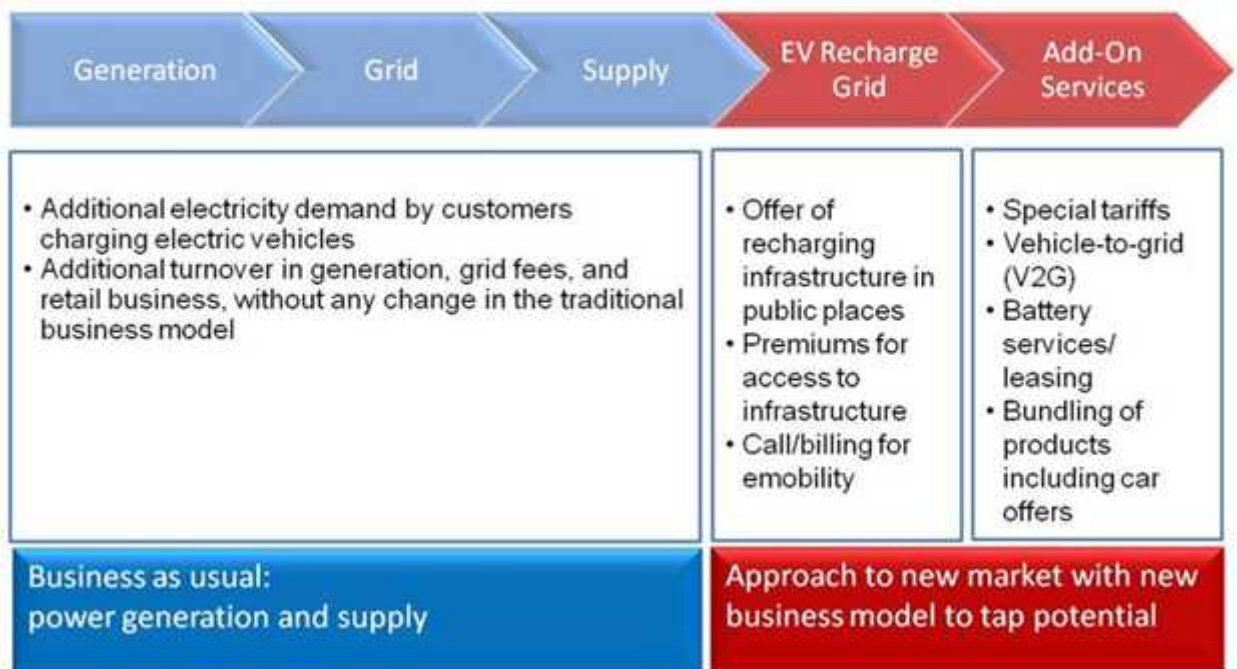 Generation
Grid
Supply
EV Recharge
Grid
Add-On
Services
• Additional electricity demand by customers
charging electric vehicles
• Additional turnover in generation, grid fees, and
retail business, without any change in the traditional
business model
• Offer of
recharging
infrastructure in
public places
• Premiums for
access to
infrastructure
• Call/billing for
emobility
• Special tariffs
• Vehicle-to-grid
(V2G)
• Battery
services/
leasing
• Bundling of
products
including car
offers
Business as usual:
power generation and supply
Approach to new market with new
business model to tap potential